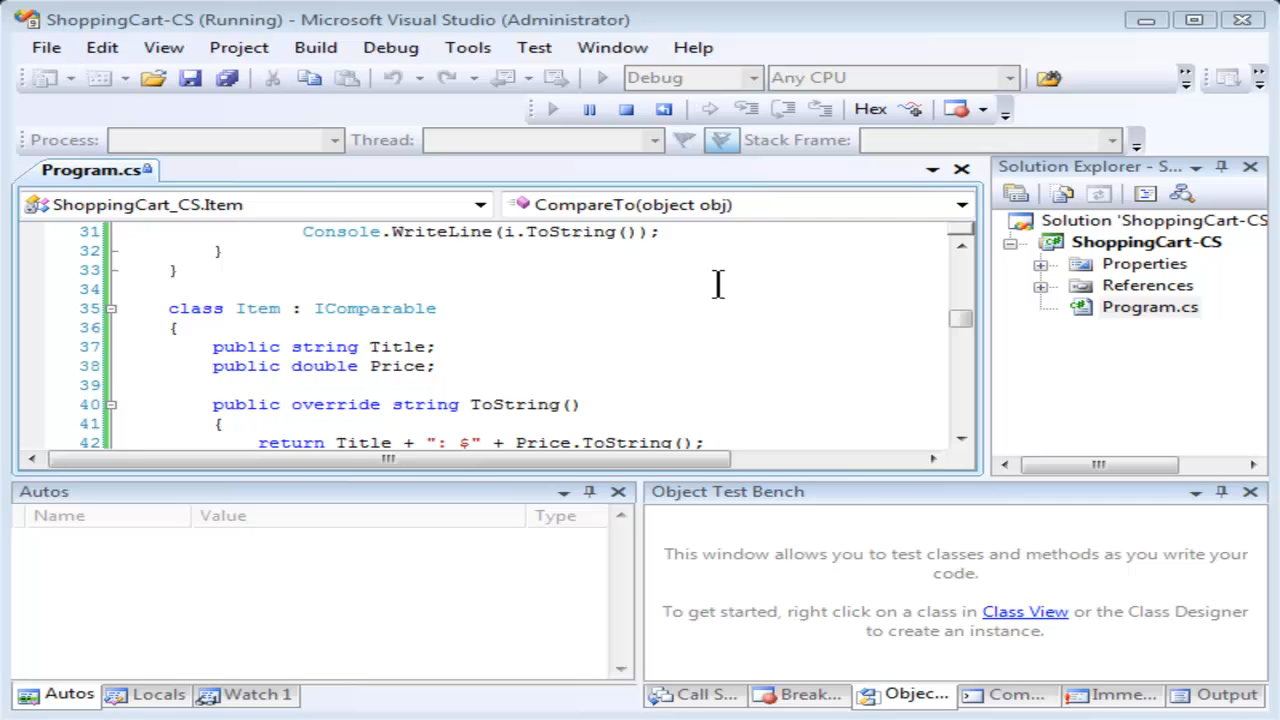 ShoppingCart-CS (Running) - Microsoft Visual Studio (Administrator)
File Edit View Project Build Debug Tools Test Window Help
Debug Any CPU
Hex
Process: Thread: Stack Frame:
Program.cs
Solution Explorer - S...
ShoppingCart_CS.Item CompareTo(object obj)
31 Console.WriteLine(i.ToString());
32 }
33 }
34
35 class Item : IComparable
36 {
37 public string Title;
38 public double Price;
39
40 public override string ToString()
41 {
42 return Title + ": $" + Price.ToString();
Solution 'ShoppingCart-CS
ShoppingCart-CS
Properties
References
Program.cs
Autos
Name Value Type
Object Test Bench
This window allows you to test classes and methods as you write your
code.
To get started, right click on a class in Class View or the Class Designer
to create an instance.
Autos Locals Watch 1
Call S... Break... Objec... Com... Imme... Output